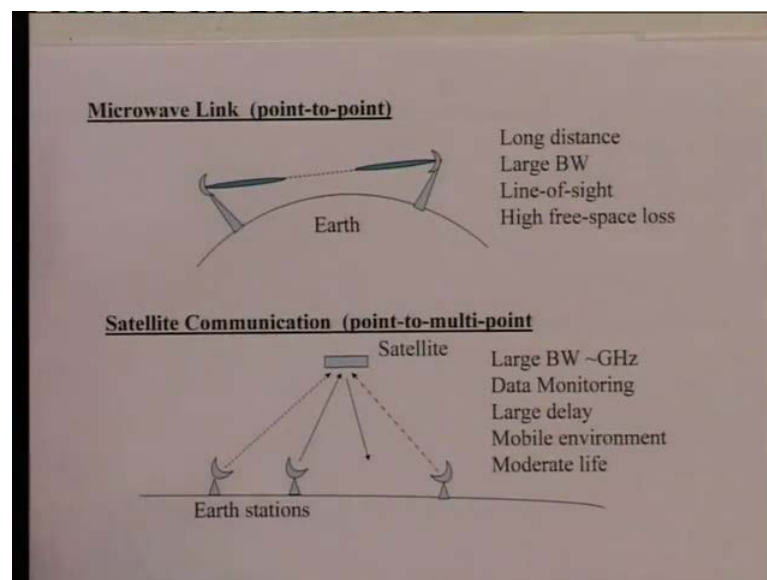 Microwave Link (point-to-point)
Long distance
Large BW
Line-of-sight
High free-space loss
Earth
Satellite Communication (point-to-multi-point
Satellite
Large BW ~GHz
Data Monitoring
Large delay
Mobile environment
Moderate life
Earth stations